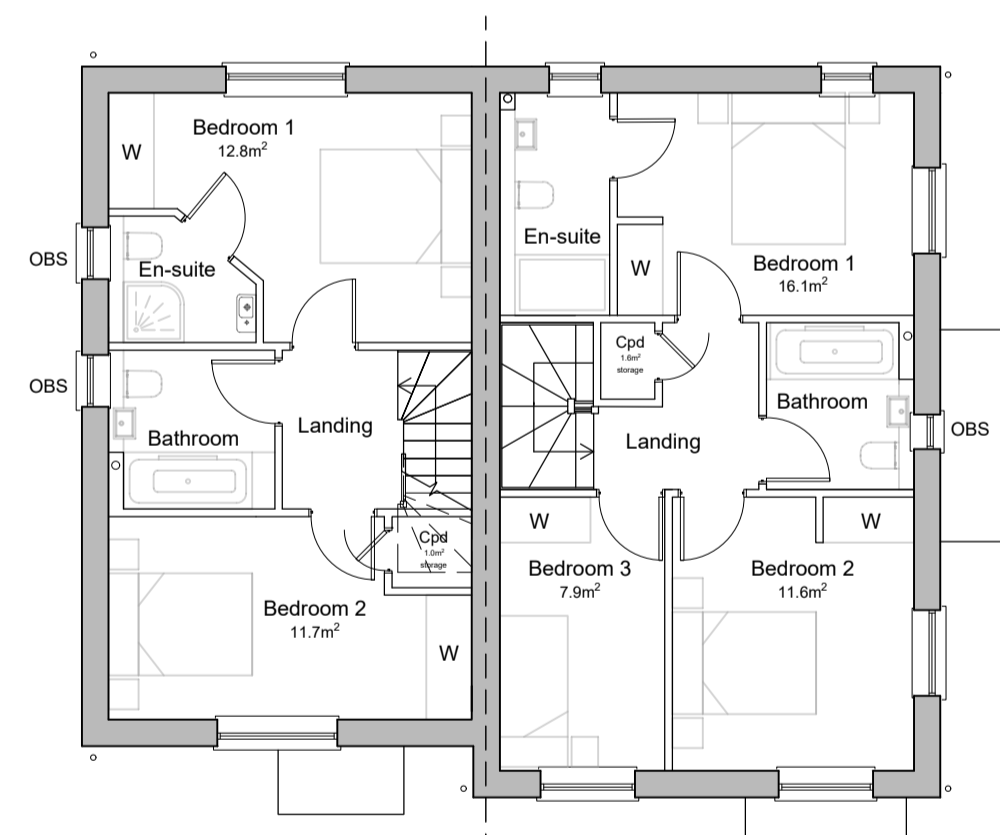 Bedroom 1
12.8m²
W
OBS
En-suite
OBS
Bathroom
Landing
Cpd
1.0m²
storage
Bedroom 2
11.7m²
W
En-suite
W
Bedroom 1
16.1m²
Cpd
1.6m²
storage
Landing
Bathroom
OBS
W
Bedroom 3
7.9m²
W
Bedroom 2
11.6m²